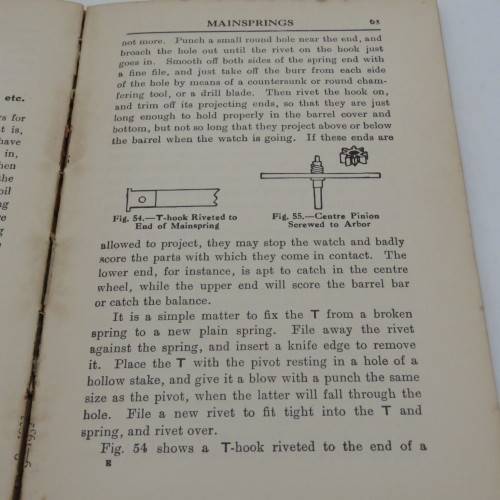 etc.
rs for
t is,
have
in,
hen
the
oil
ng
re
g
e
MAINSPRINGS 65
not more. Punch a small round hole near the end, and
broach the hole out until the rivet on the hook just
goes in. Smooth off both sides of the spring end with
a fine file, and just take off the burr from each side
of the hole by means of a countersunk or round cham-
fering tool, or a drill blade. Then rivet the hook on,
and trim off its projecting ends, so that they are just
long enough to hold properly in the barrel cover and
bottom, but not so long that they project above or below
the barrel when the watch is going. If these ends are
Fig. 54.—T-hook Riveted to
End of Mainspring
Fig. 55.—Centre Pinion
Screwed to Arbor
allowed to project, they may stop the watch and badly
score the parts with which they come in contact. The
lower end, for instance, is apt to catch in the centre
wheel, while the upper end will score the barrel bar
or catch the balance.
It is a simple matter to fix the T from a broken
spring to a new plain spring. File away the rivet
against the spring, and insert a knife edge to remove
it. Place the T with the pivot resting in a hole of a
hollow stake, and give it a blow with a punch the same
size as the pivot, when the latter will fall through the
hole. File a new rivet to fit tight into the T and
spring, and rivet over.
Fig. 54 shows a T-hook riveted to the end of a
E